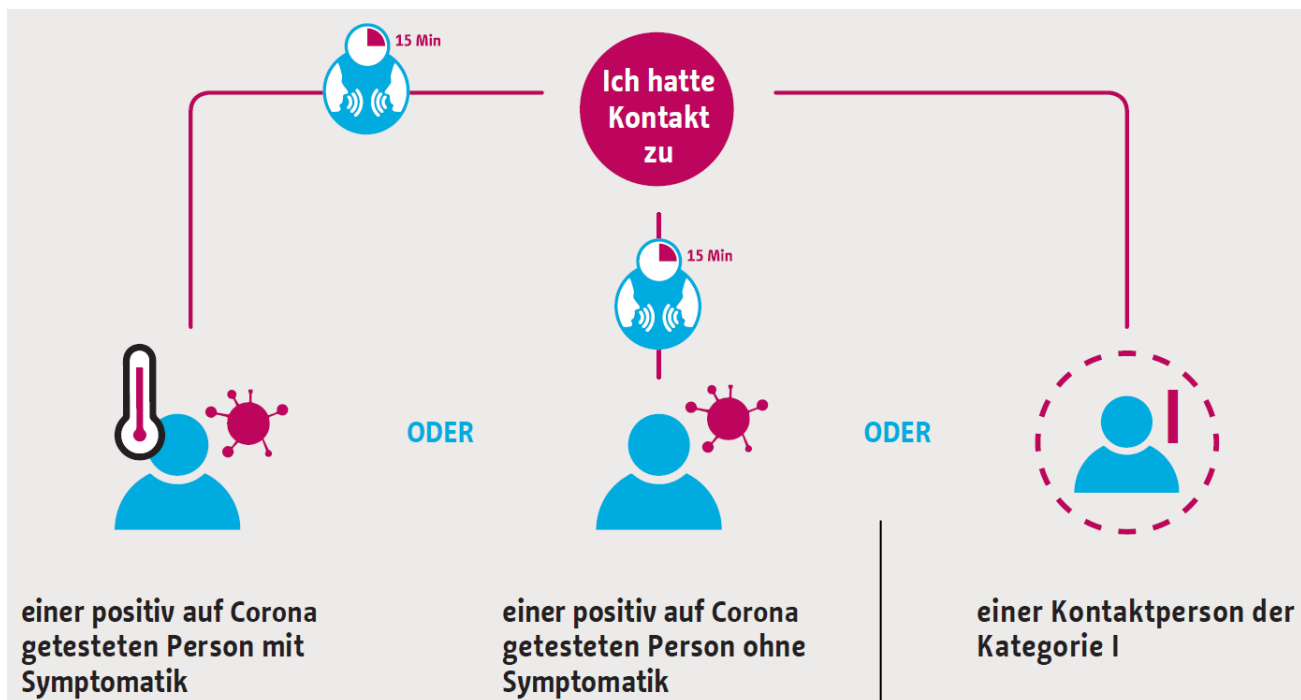 15 Min
Ich hatte
Kontakt
zu
15 Min
ODER
ODER
einer positiv auf Corona
getesteten Person mit
Symptomatik
einer positiv auf Corona
getesteten Person ohne
Symptomatik
einer Kontaktperson der
Kategorie I